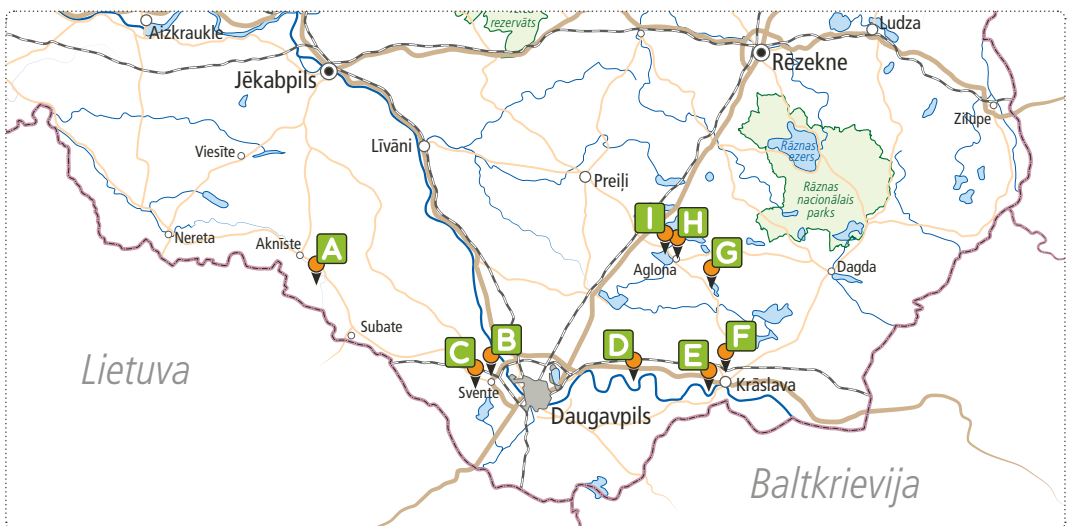 rezervāts
Aizkraukle
Ludza
Jēkabpils
Rēzekne
Zilupe
Līvāni
Viesīte
Rāznas
ezers
Preiļi
Rāznas
nacionālais
parks
Nereta
Aknīste
A
I
H
G
Aglona
Dagda
Subate
Lietuva
C
B
D
E
F
Svente
Krāslava
Daugavpils
Baltkrievija